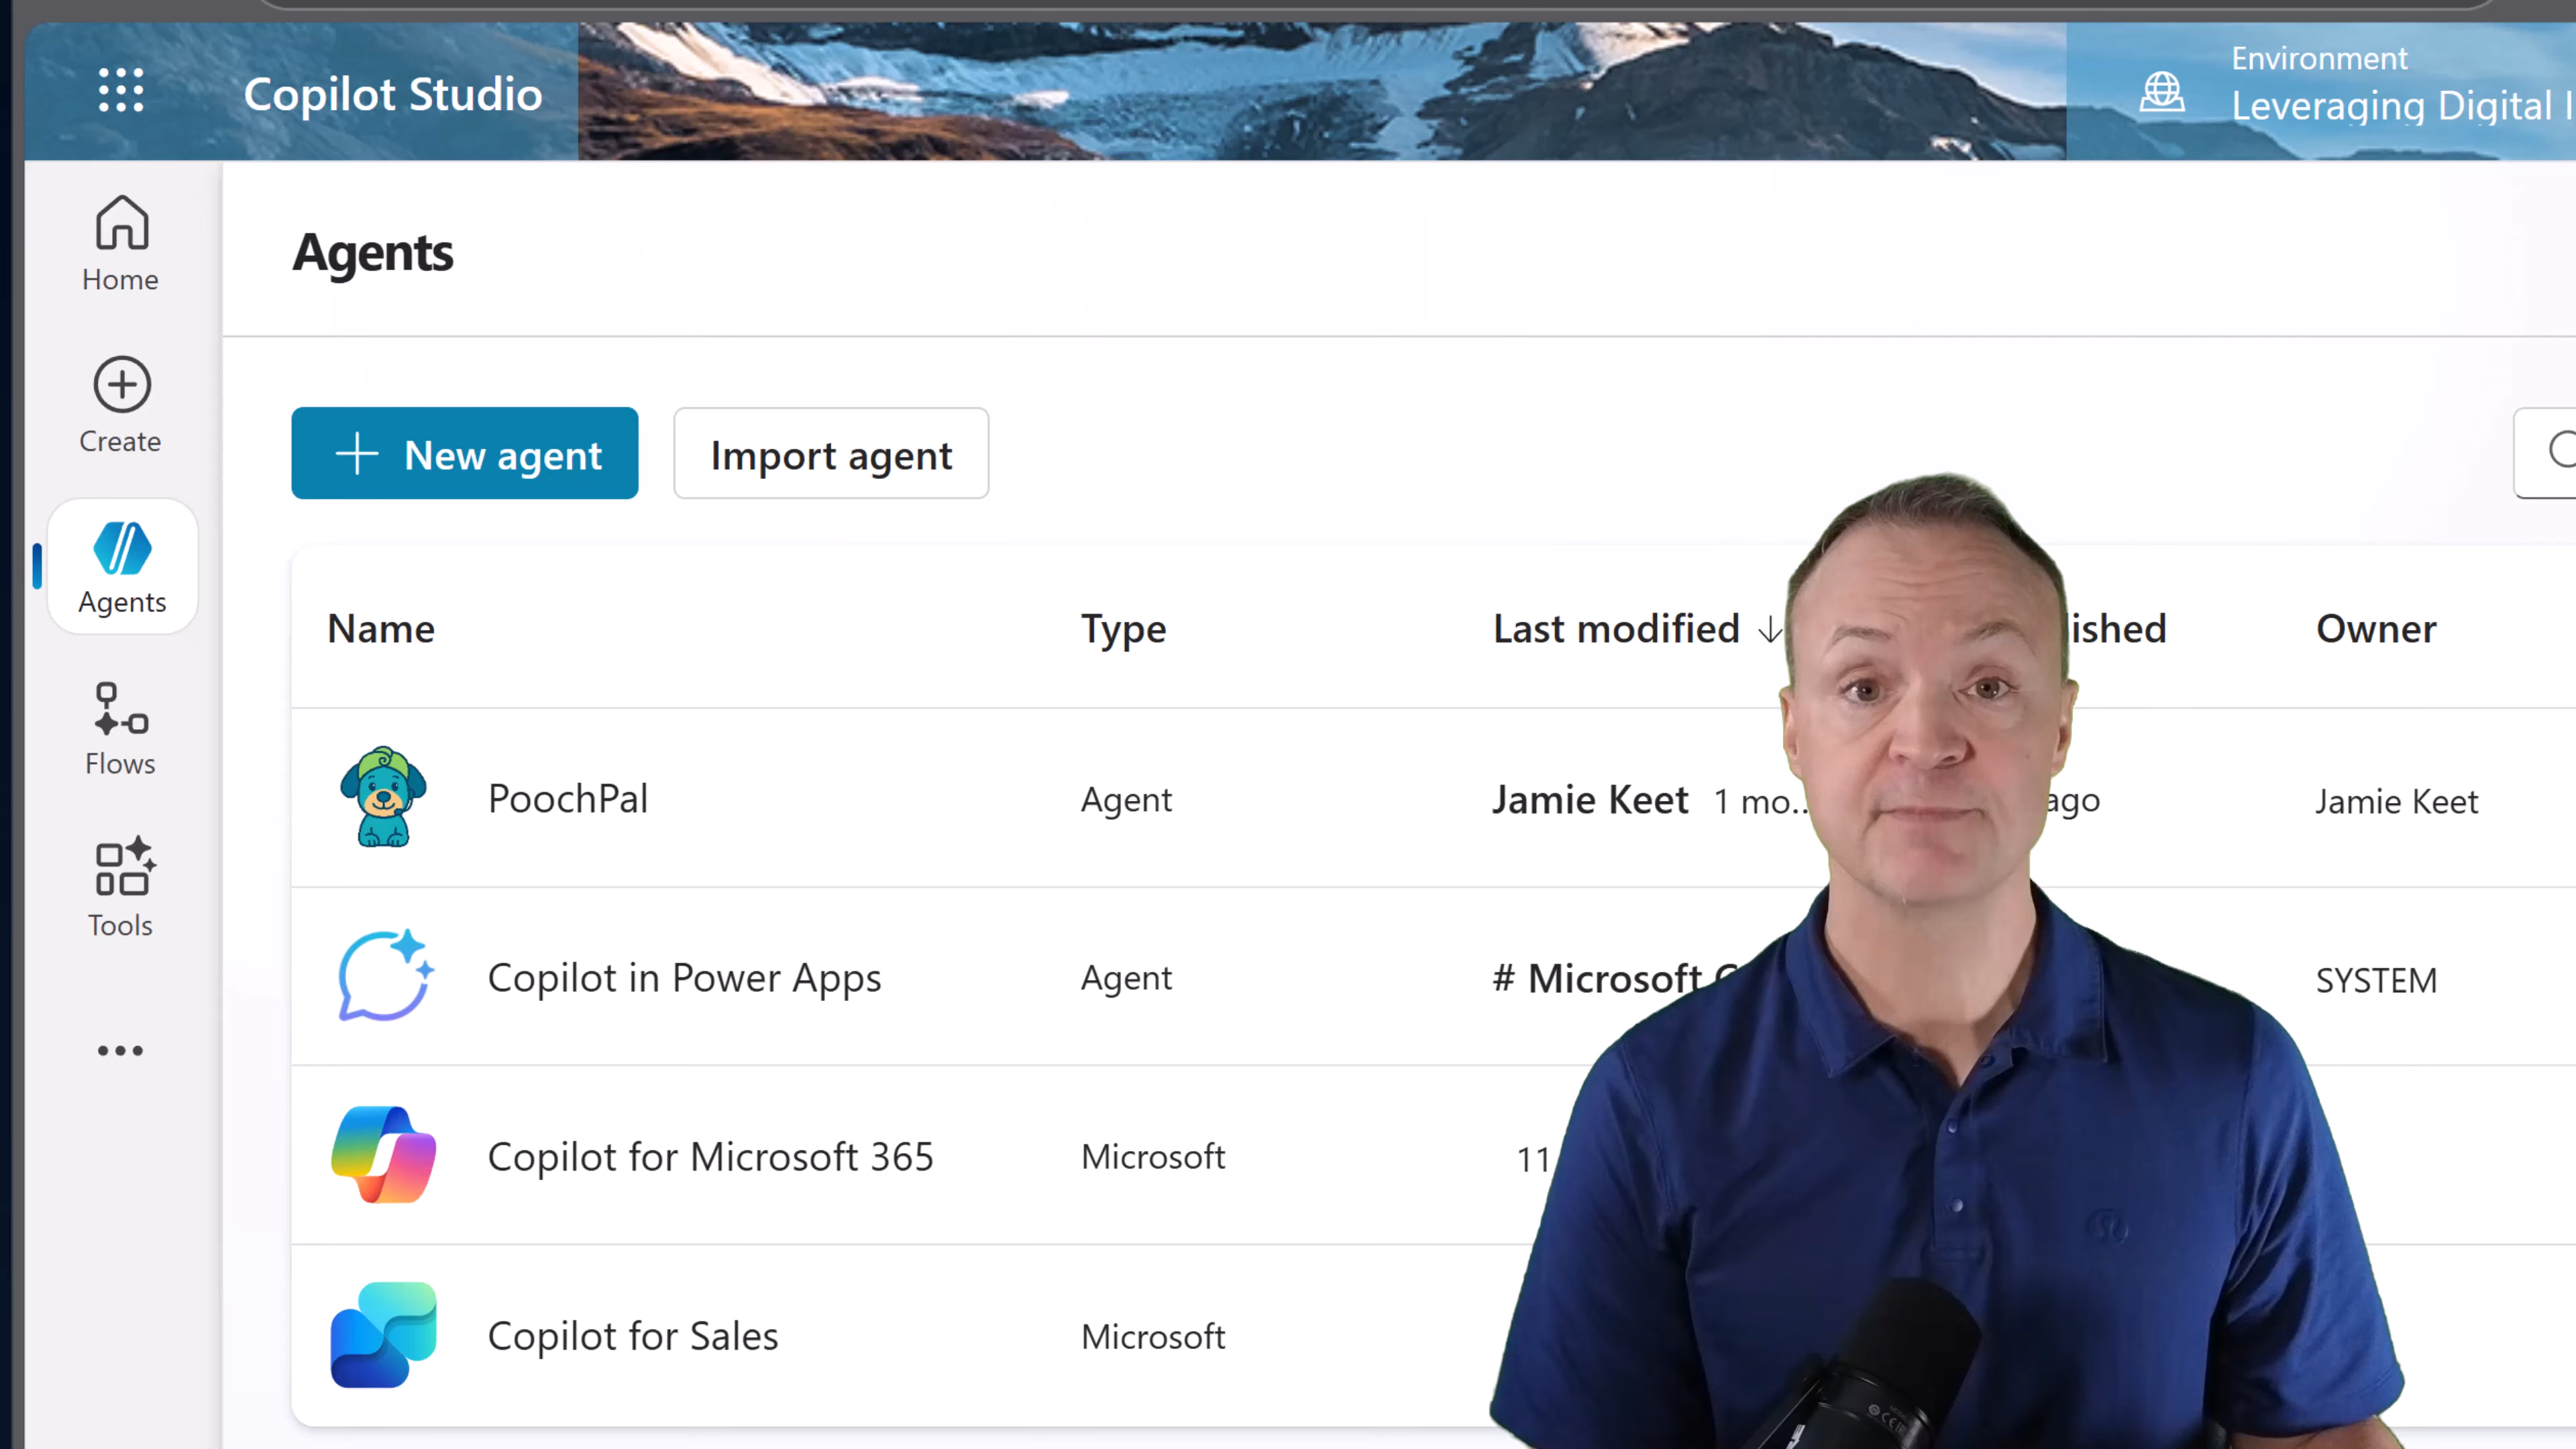 Copilot Studio
Environment
Leveraging Digital
Home
Create
Agents
Flows
Tools
Agents
New agent
Import agent
Name Type Last modified Owner
PoochPal Agent Jamie Keet 1 mo... ago Jamie Keet
Copilot in Power Apps Agent # Microsoft SYSTEM
Copilot for Microsoft 365 Microsoft 11
Copilot for Sales Microsoft